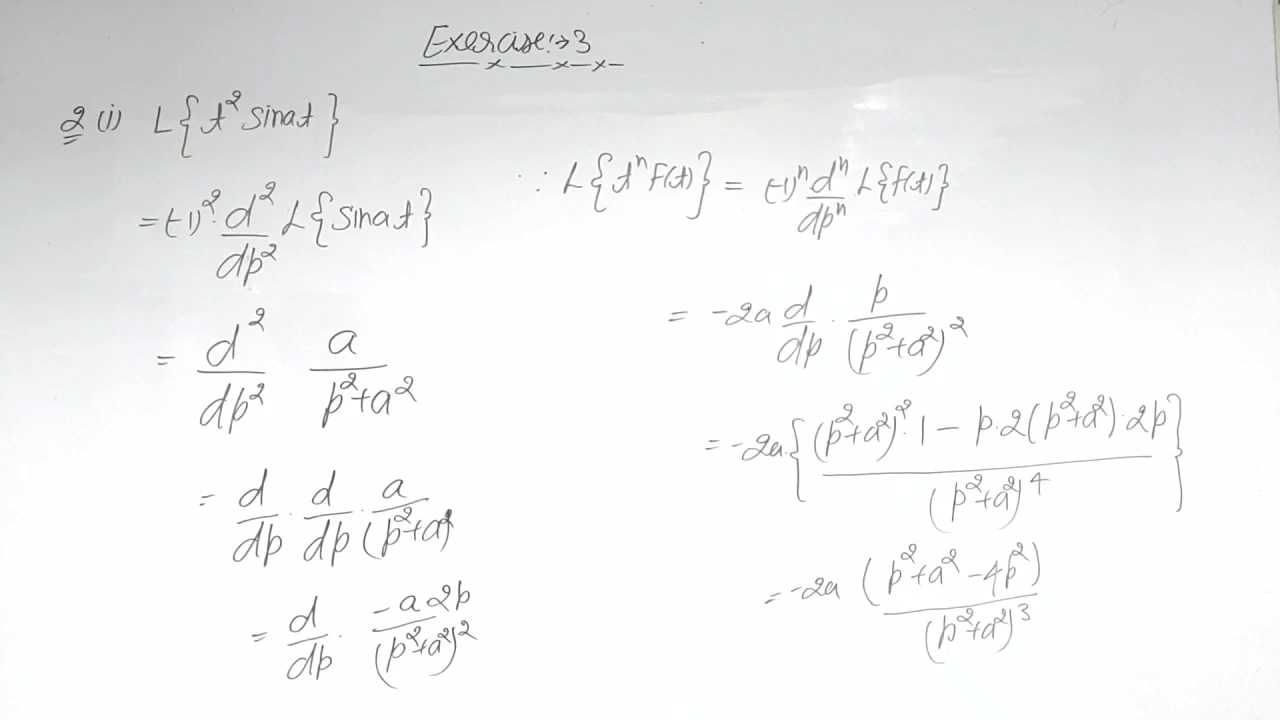 Exercise:→3
2 (i) L{t² sinat}
= (-1)² d²/dp² L{sinat}
= d²/dp² a/p²+a²
= d/dp · d/dp · a/(p²+a²
= d/dp · -a2p/(p²+a²)²
∵ L{tⁿF(t)} = (-1)ⁿ dⁿ/dpⁿ L{f(t)}
= -2a d/dp · p/(p²+a²)²
= -2a{(p²+a²)²·1 - p·2(p²+a²)·2p/(p²+a²)⁴}
= -2a (p²+a²-4p²)/(p²+a²)³